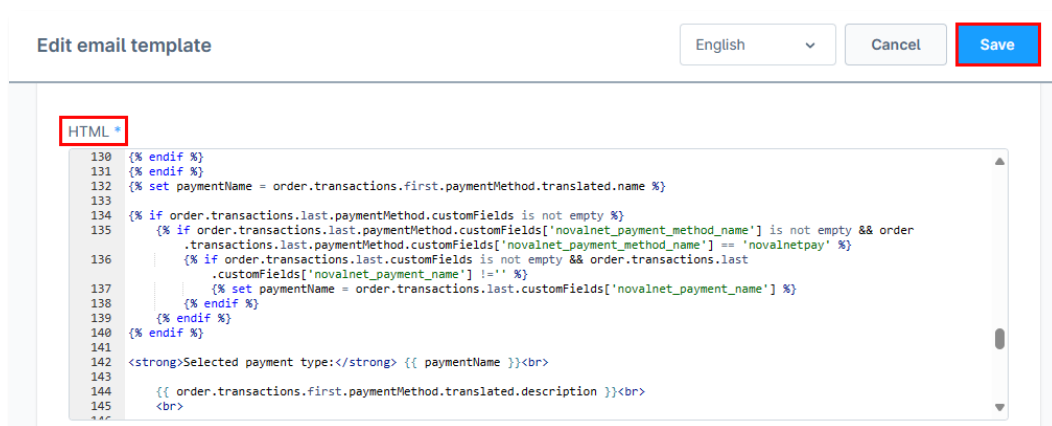 Edit email template
English
Cancel
Save
HTML *
130 {% endif %}
131 {% endif %}
132 {% set paymentName = order.transactions.first.paymentMethod.translated.name %}
133
134 {% if order.transactions.last.paymentMethod.customFields is not empty %}
135 {% if order.transactions.last.paymentMethod.customFields['novalnet_payment_method_name'] is not empty && order
.transactions.last.paymentMethod.customFields['novalnet_payment_method_name'] == 'novalnetpay' %}
136 {% if order.transactions.last.customFields is not empty && order.transactions.last
.customFields['novalnet_payment_name'] !='' %}
137 {% set paymentName = order.transactions.last.customFields['novalnet_payment_name'] %}
138 {% endif %}
139 {% endif %}
140 {% endif %}
141
142 <strong>Selected payment type:</strong> {{ paymentName }}<br>
143
144 {{ order.transactions.first.paymentMethod.translated.description }}<br>
145 <br>